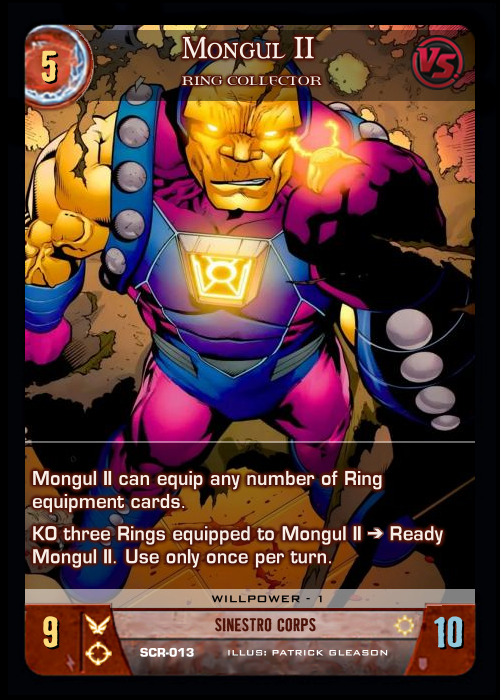 5
Mongul II
RING COLLECTOR
VS.
Mongul II can equip any number of Ring
equipment cards.
KO three Rings equipped to Mongul II ➔ Ready
Mongul II. Use only once per turn.
WILLPOWER - 1
9
SINESTRO CORPS
10
SCR-013 ILLUS: PATRICK GLEASON